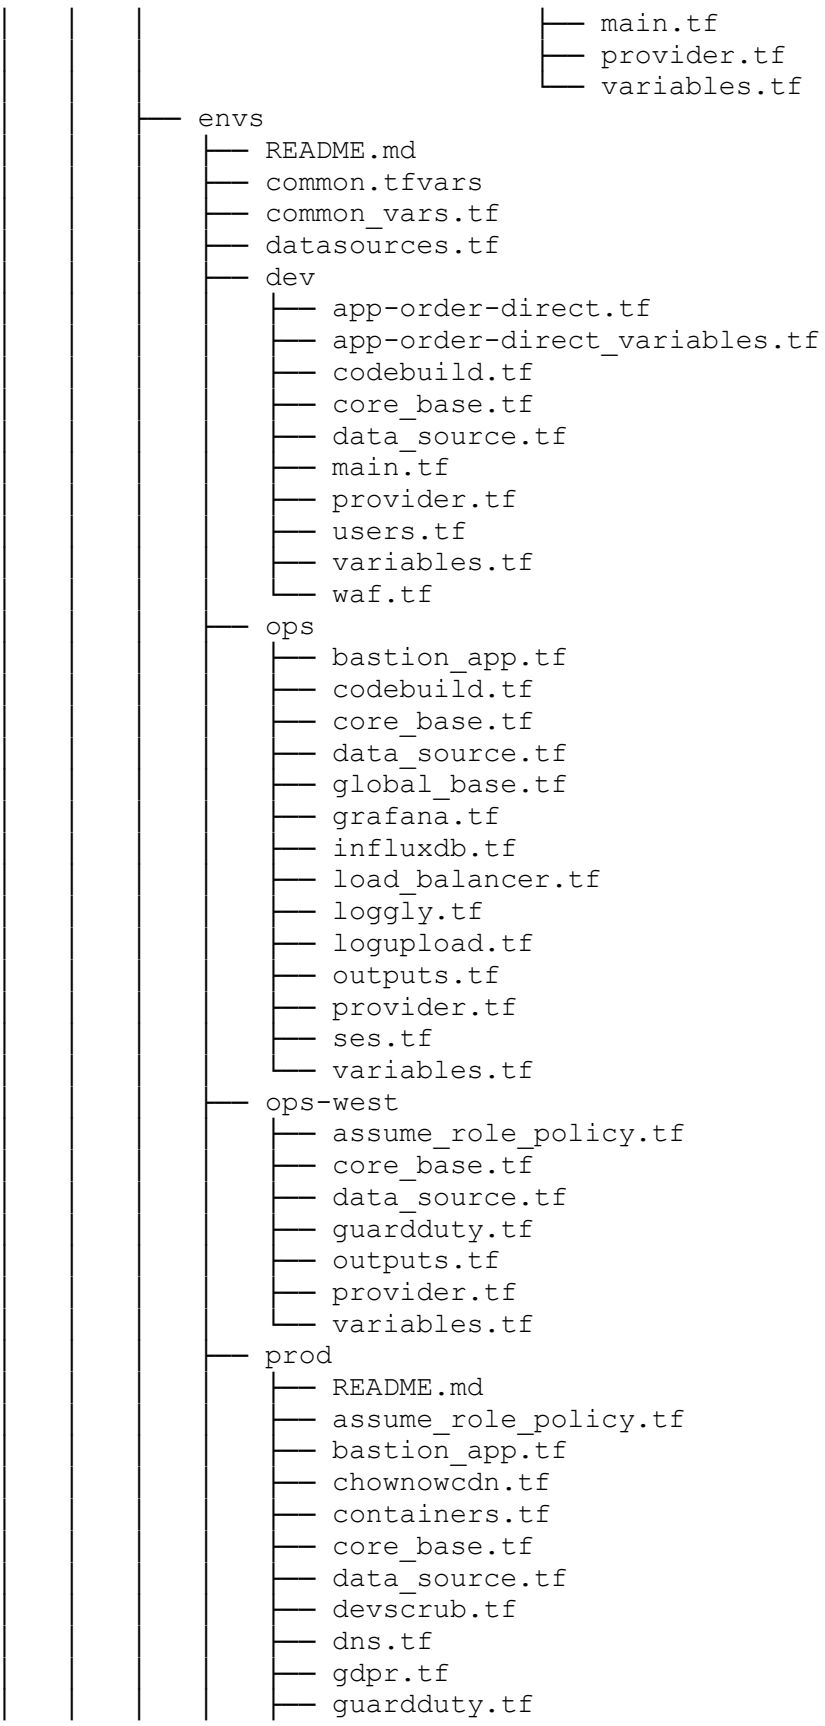 │   │   │                       ├── main.tf
│   │   │                       ├── provider.tf
│   │   │                       └── variables.tf
│   │   ├── envs
│   │   │   ├── README.md
│   │   │   ├── common.tfvars
│   │   │   ├── common_vars.tf
│   │   │   ├── datasources.tf
│   │   │   ├── dev
│   │   │   │   ├── app-order-direct.tf
│   │   │   │   ├── app-order-direct_variables.tf
│   │   │   │   ├── codebuild.tf
│   │   │   │   ├── core_base.tf
│   │   │   │   ├── data_source.tf
│   │   │   │   ├── main.tf
│   │   │   │   ├── provider.tf
│   │   │   │   ├── users.tf
│   │   │   │   ├── variables.tf
│   │   │   │   └── waf.tf
│   │   │   ├── ops
│   │   │   │   ├── bastion_app.tf
│   │   │   │   ├── codebuild.tf
│   │   │   │   ├── core_base.tf
│   │   │   │   ├── data_source.tf
│   │   │   │   ├── global_base.tf
│   │   │   │   ├── grafana.tf
│   │   │   │   ├── influxdb.tf
│   │   │   │   ├── load_balancer.tf
│   │   │   │   ├── loggly.tf
│   │   │   │   ├── logupload.tf
│   │   │   │   ├── outputs.tf
│   │   │   │   ├── provider.tf
│   │   │   │   ├── ses.tf
│   │   │   │   └── variables.tf
│   │   │   ├── ops-west
│   │   │   │   ├── assume_role_policy.tf
│   │   │   │   ├── core_base.tf
│   │   │   │   ├── data_source.tf
│   │   │   │   ├── guardduty.tf
│   │   │   │   ├── outputs.tf
│   │   │   │   ├── provider.tf
│   │   │   │   └── variables.tf
│   │   │   ├── prod
│   │   │   │   ├── README.md
│   │   │   │   ├── assume_role_policy.tf
│   │   │   │   ├── bastion_app.tf
│   │   │   │   ├── chownowcdn.tf
│   │   │   │   ├── containers.tf
│   │   │   │   ├── core_base.tf
│   │   │   │   ├── data_source.tf
│   │   │   │   ├── devscrub.tf
│   │   │   │   ├── dns.tf
│   │   │   │   ├── gdpr.tf
│   │   │   │   ├── guardduty.tf